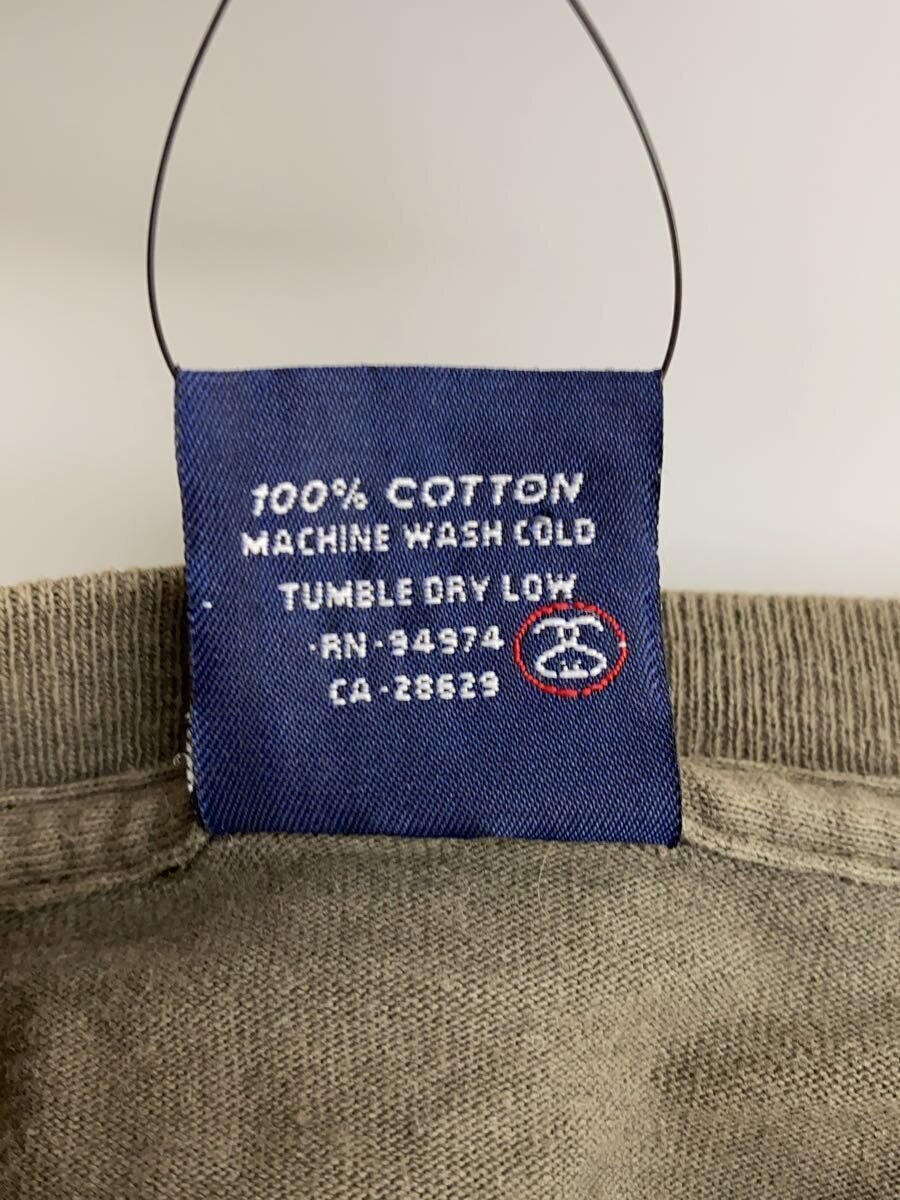 100% COTTON
MACHINE WASH COLD
TUMBLE DRY LOW
·RN·94974
CA·28629